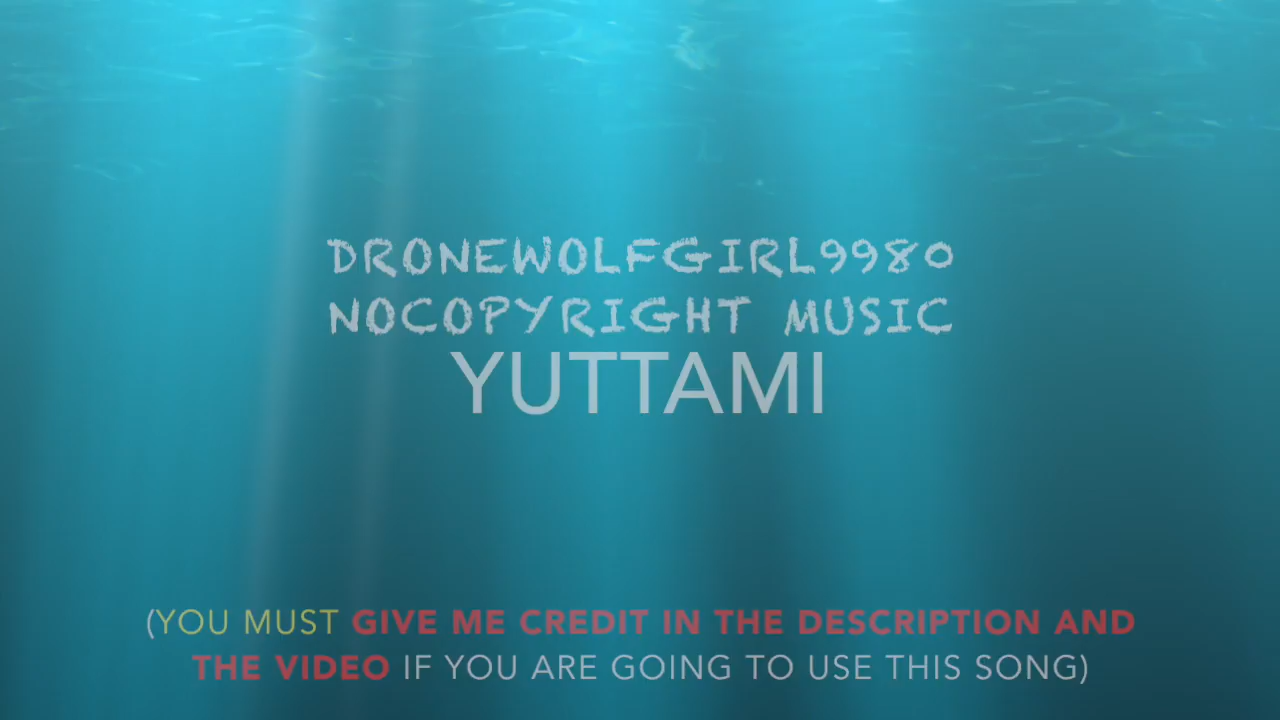 DRONEWOLFGIRL9980
NOCOPYRIGHT MUSIC
YUTTAMI
(YOU MUST GIVE ME CREDIT IN THE DESCRIPTION AND
THE VIDEO IF YOU ARE GOING TO USE THIS SONG)